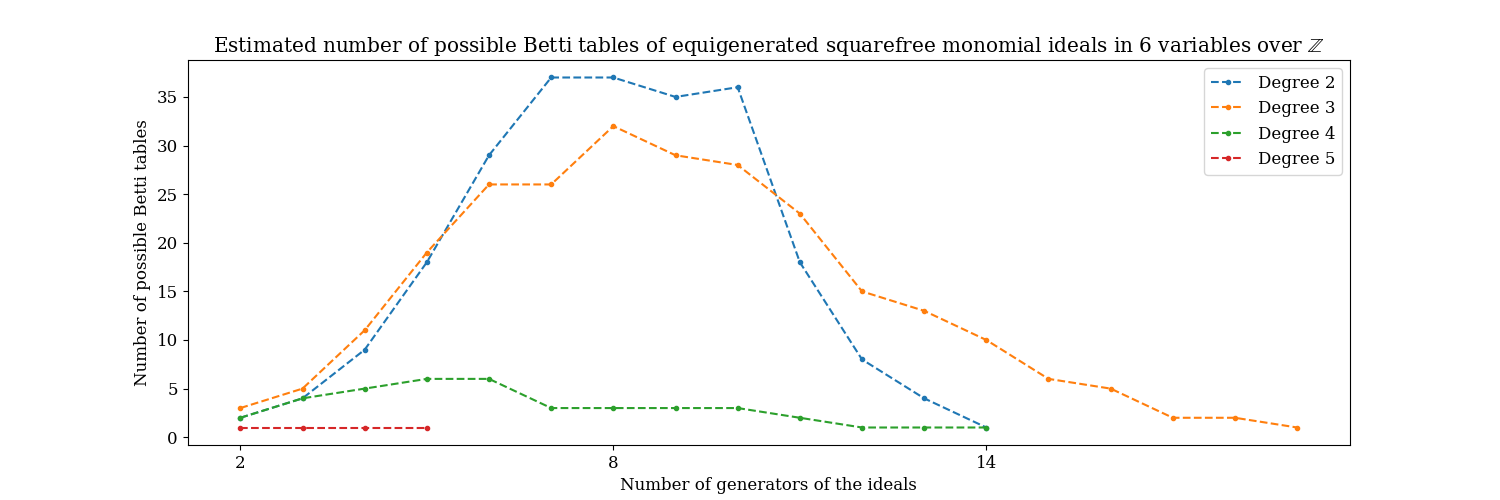 Estimated number of possible Betti tables of equigenerated squarefree monomial ideals in 6 variables over ℤ
Number of possible Betti tables
35
30
25
20
15
10
5
0
Degree 2
Degree 3
Degree 4
Degree 5
2 8 14
Number of generators of the ideals